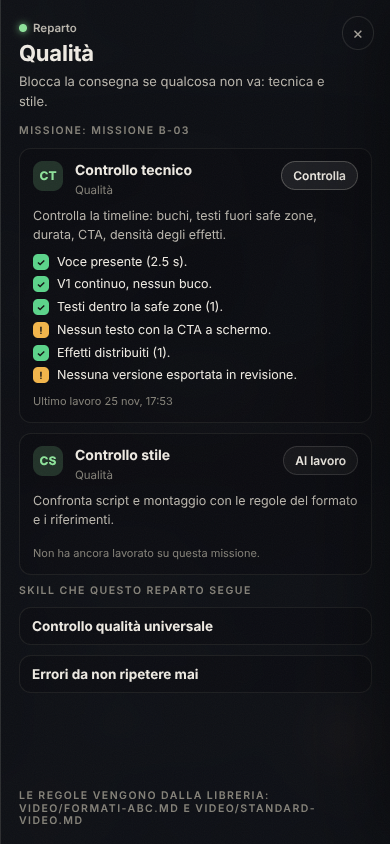 Reparto
Qualità
Blocca la consegna se qualcosa non va: tecnica e
stile.
MISSIONE: MISSIONE B-03
CT
Controllo tecnico
Qualità
Controlla
Controlla la timeline: buchi, testi fuori safe zone,
durata, CTA, densità degli effetti.
Voce presente (2.5 s).
V1 continuo, nessun buco.
Testi dentro la safe zone (1).
Nessun testo con la CTA a schermo.
Effetti distribuiti (1).
Nessuna versione esportata in revisione.
Ultimo lavoro 25 nov, 17:53
CS
Controllo stile
Qualità
Al lavoro
Confronta script e montaggio con le regole del formato
e i riferimenti.
Non ha ancora lavorato su questa missione.
SKILL CHE QUESTO REPARTO SEGUE
Controllo qualità universale
Errori da non ripetere mai
LE REGOLE VENGONO DALLA LIBRERIA:
VIDEO/FORMATI-ABC.MD E VIDEO/STANDARD-
VIDEO.MD